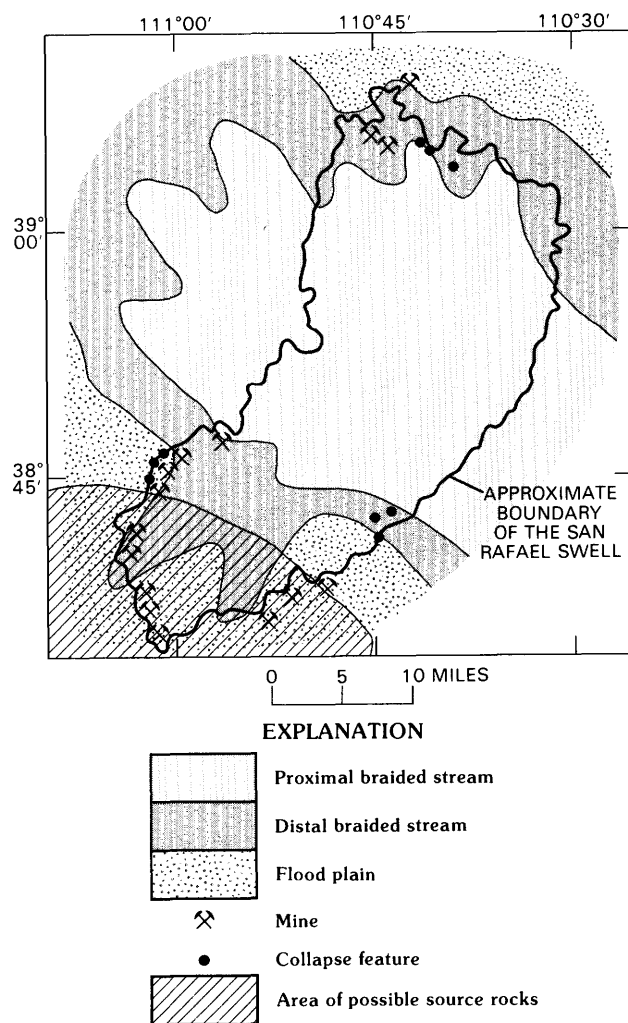 111°00′ 110°45′ 110°30′
39°
00′
38°
45′
APPROXIMATE
BOUNDARY
OF THE SAN
RAFAEL SWELL
0 5 10 MILES
EXPLANATION
Proximal braided stream
Distal braided stream
Flood plain
Mine
Collapse feature
Area of possible source rocks